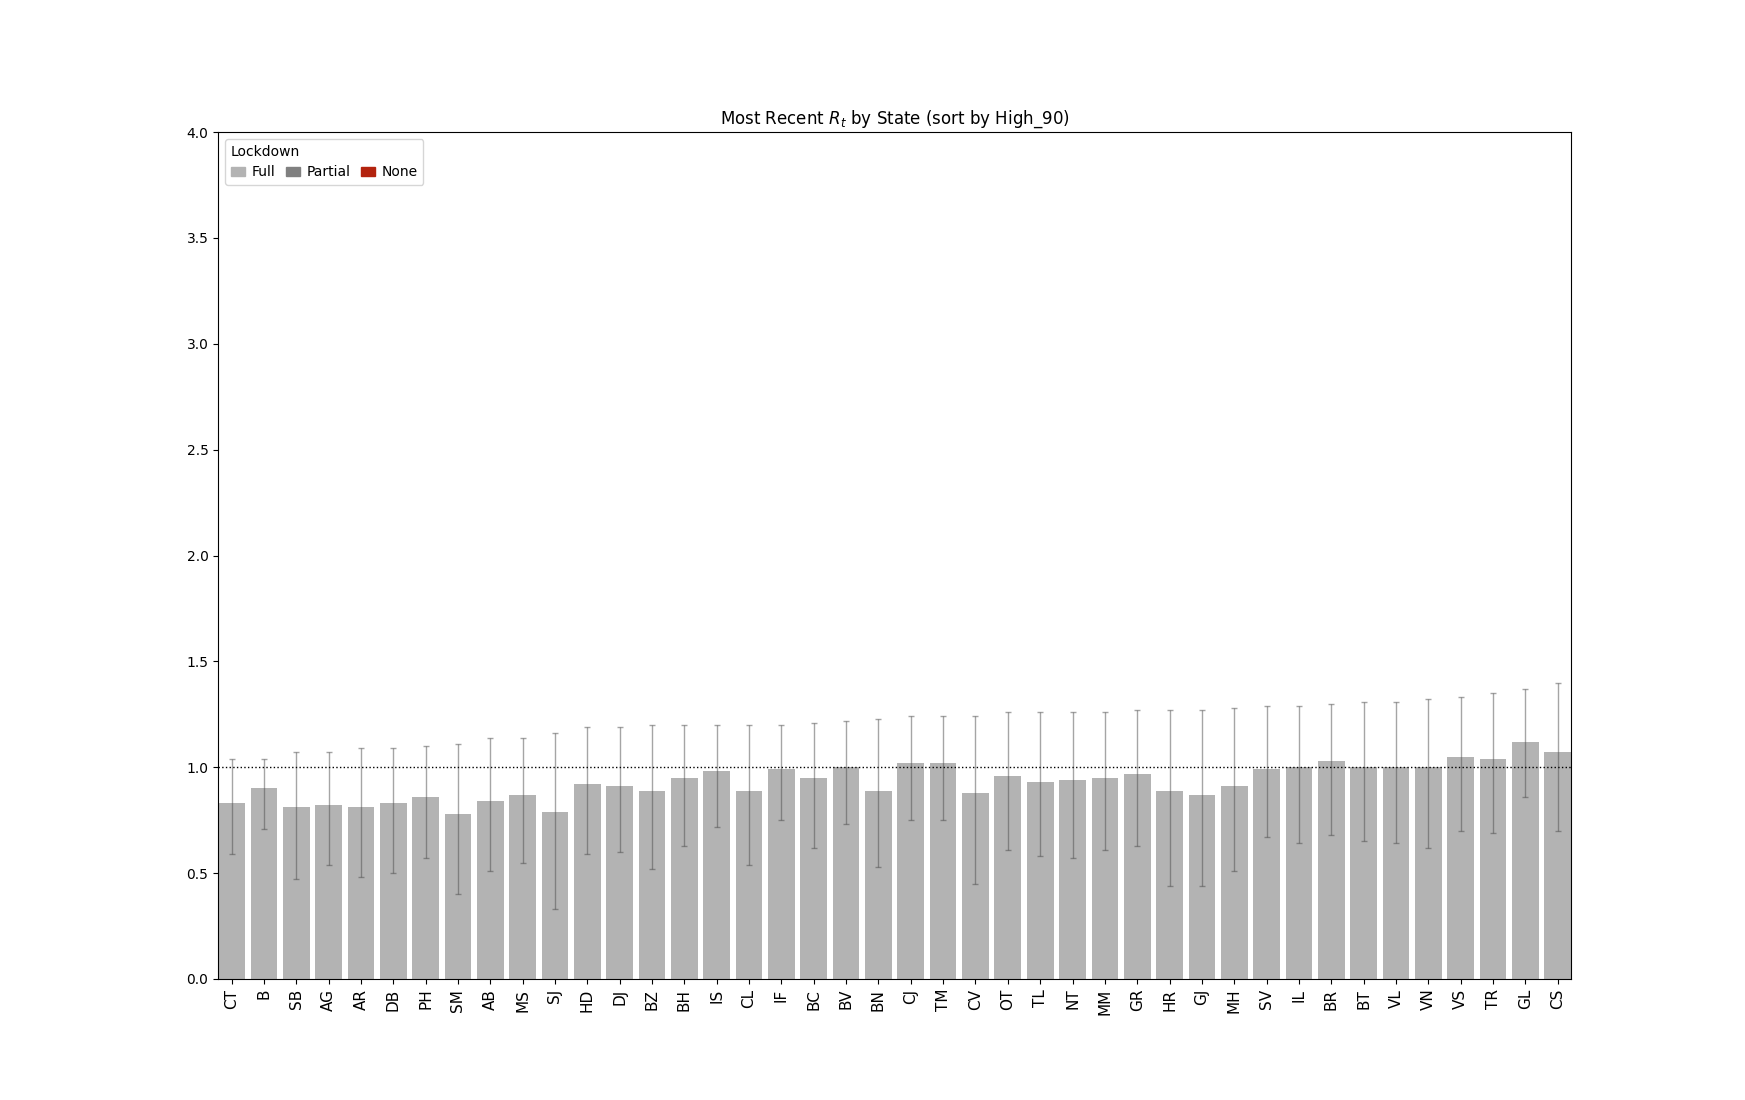 Most Recent R_t by State (sort by High_90)
Lockdown
Full Partial None
4.0
3.5
3.0
2.5
2.0
1.5
1.0
0.5
0.0
CT B SB AG AR DB PH SM AB MS SJ HD DJ BZ BH IS CL IF BC BV BN CJ TM CV OT TL NT MM GR HR GJ MH SV IL BR BT VL VN VS TR GL CS